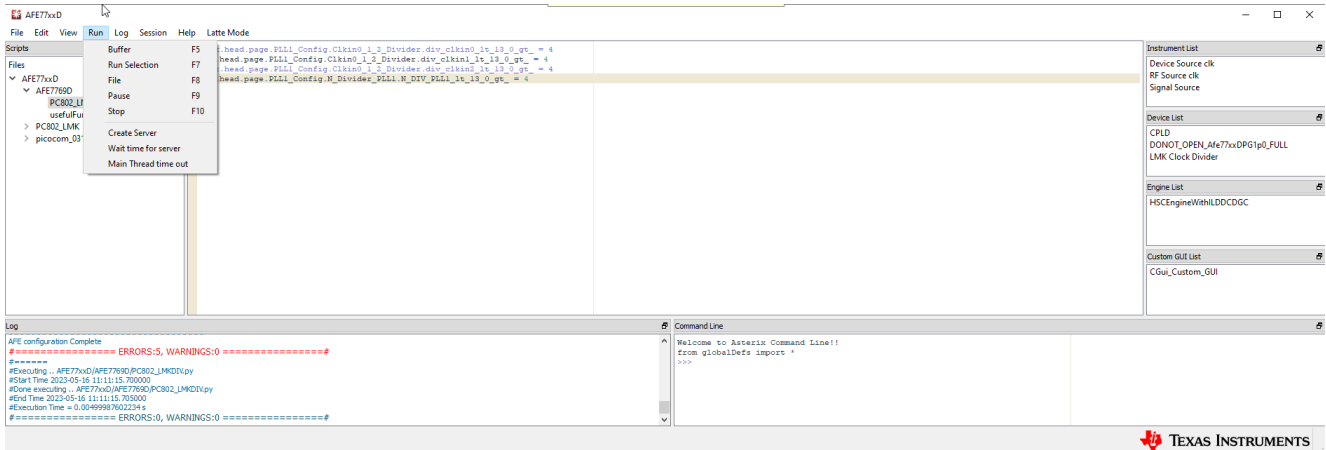 AFE77xxD
File Edit View Run Log Session Help Latte Mode
Scripts
Files
AFE77xxD
AFE7769D
PC802_LM
usefulFu
PC802_LMK
picocom_031
Buffer F5
Run Selection F7
File F8
Pause F9
Stop F10
Create Server
Wait time for server
Main Thread time out
.head.page.PLL1_Config.Clkin0_1_2_Divider.div_clkin0_lt_13_0_gt_ = 4
head.page.PLL1_Config.Clkin0_1_2_Divider.div_clkin1_lt_13_0_gt_ = 4
.head.page.PLL1_Config.Clkin0_1_2_Divider.div_clkin2_lt_13_0_gt_ = 4
head.page.PLL1_Config.N_Divider_PLL1.N_DIV_PLL1_lt_13_0_gt_ = 4
Instrument List
Device Source clk
RF Source clk
Signal Source
Device List
CPLD
DONOT_OPEN_Afe77xxDPG1p0_FULL
LMK Clock Divider
Engine List
HSCEngineWithILDDCDGC
Custom GUI List
CGui_Custom_GUI
Log
AFE configuration Complete
#================ ERRORS:5, WARNINGS:0 ================#
#======
#Executing .. AFE77xxD/AFE7769D/PC802_LMKDIV.py
#Start Time 2023-05-16 11:11:15.700000
#Done executing .. AFE77xxD/AFE7769D/PC802_LMKDIV.py
#End Time 2023-05-16 11:11:15.705000
#Execution Time = 0.00499987602234 s
#================ ERRORS:0, WARNINGS:0 ================#
Command Line
Welcome to Asterix Command Line!!
from globalDefs import *
>>>
TEXAS INSTRUMENTS